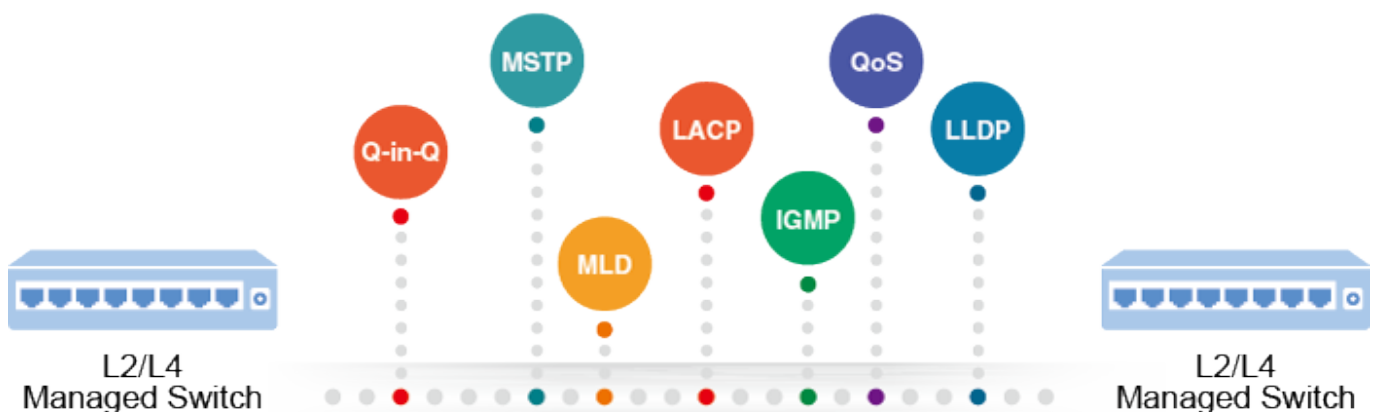 MSTP
QoS
LACP
LLDP
Q-in-Q
IGMP
MLD
L2/L4
Managed Switch
L2/L4
Managed Switch